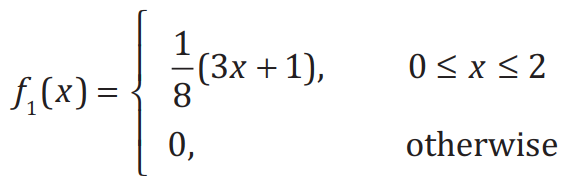 f₁(x) = { 1/8 (3x + 1), 0 ≤ x ≤ 2
0, otherwise